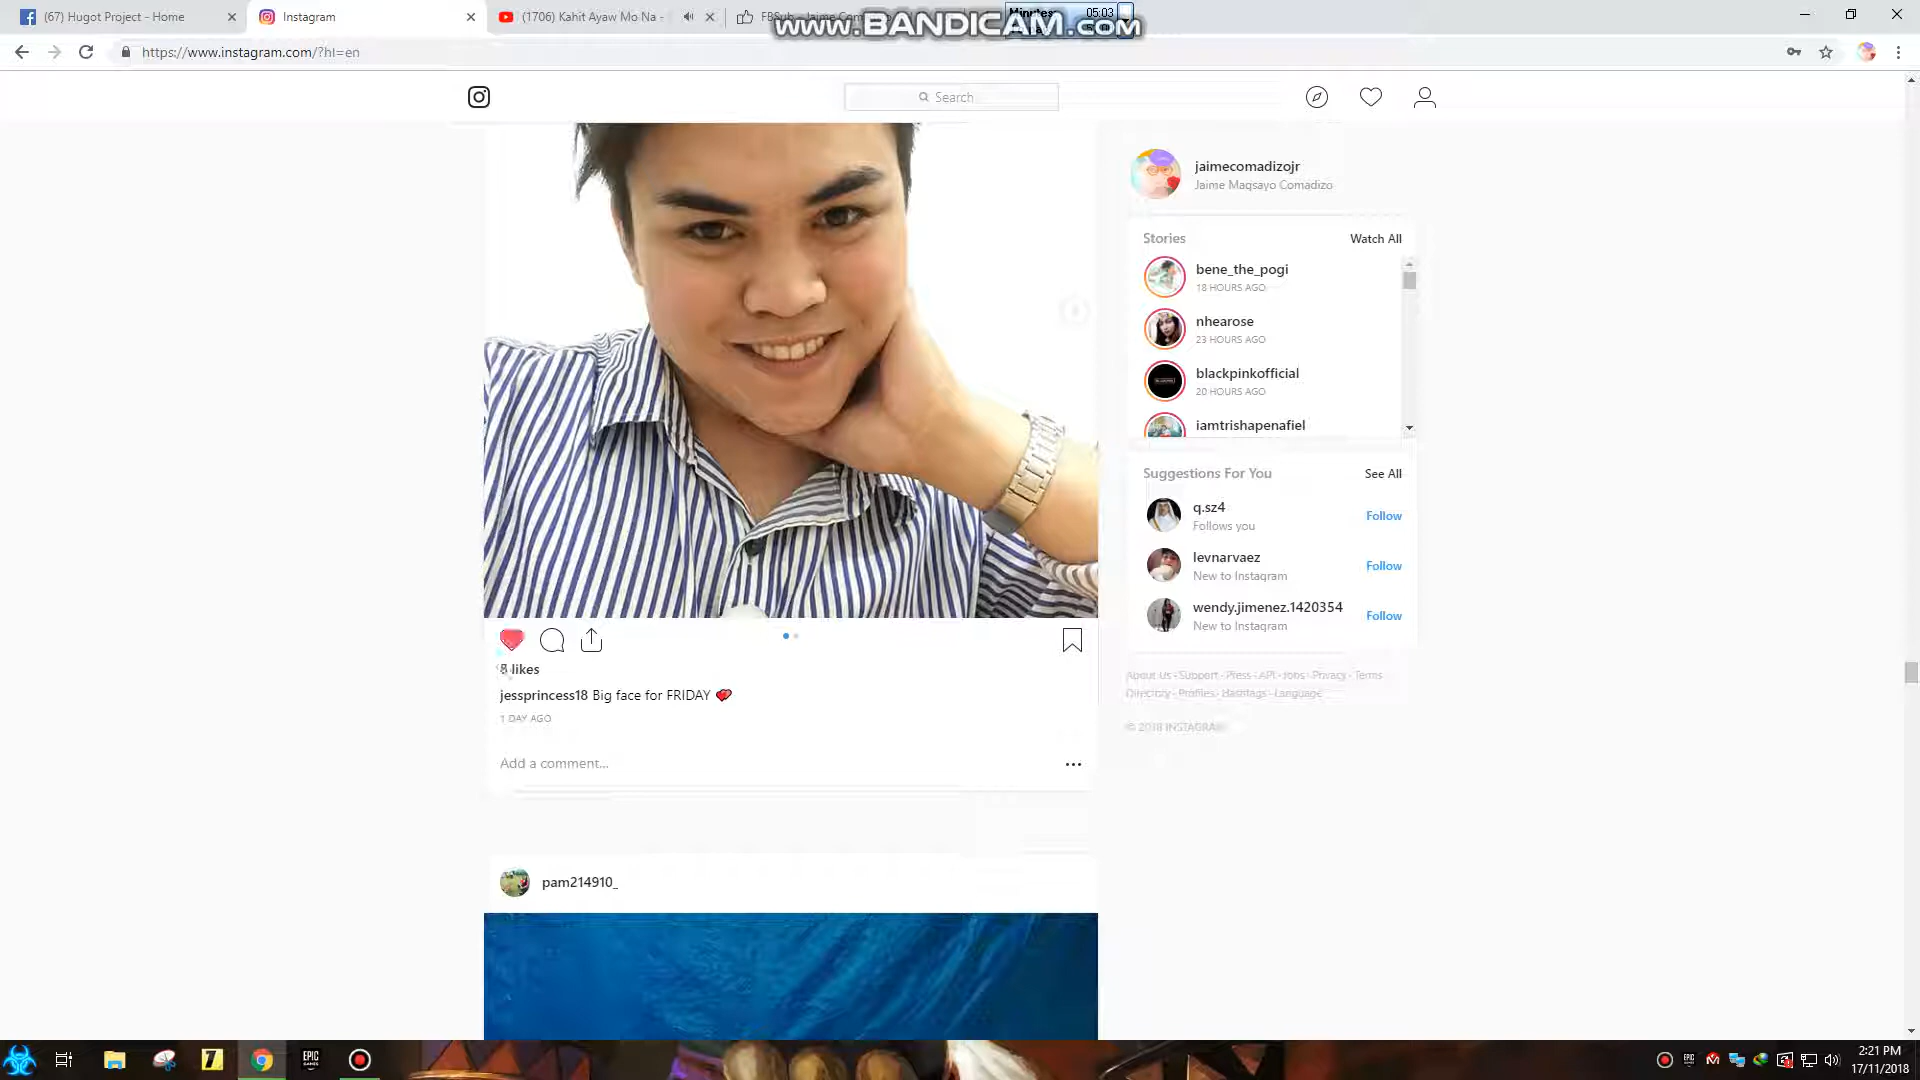 (67) Hugot Project - Home
Instagram
(1706) Kahit Ayaw Mo Na -
FBSub - Jaime Com
Minutes
05:03
www.BANDICAM.com
https://www.instagram.com/?hl=en
Search
jaimecomadizojr
Jaime Magsayo Comadizo
Stories
Watch All
bene_the_pogi
18 HOURS AGO
nhearose
23 HOURS AGO
blackpinkofficial
20 HOURS AGO
iamtrishapenafiel
Suggestions For You
See All
q.sz4
Follows you
Follow
levnarvaez
New to Instagram
Follow
wendy.jimenez.1420354
New to Instagram
Follow
About Us · Support · Press · API · Jobs · Privacy · Terms
Directory · Profiles · Hashtags · Language
© 2018 INSTAGRAM
likes
jessprincess18 Big face for FRIDAY
1 DAY AGO
Add a comment...
pam214910_
EPIC
GAMES
2:21 PM
17/11/2018